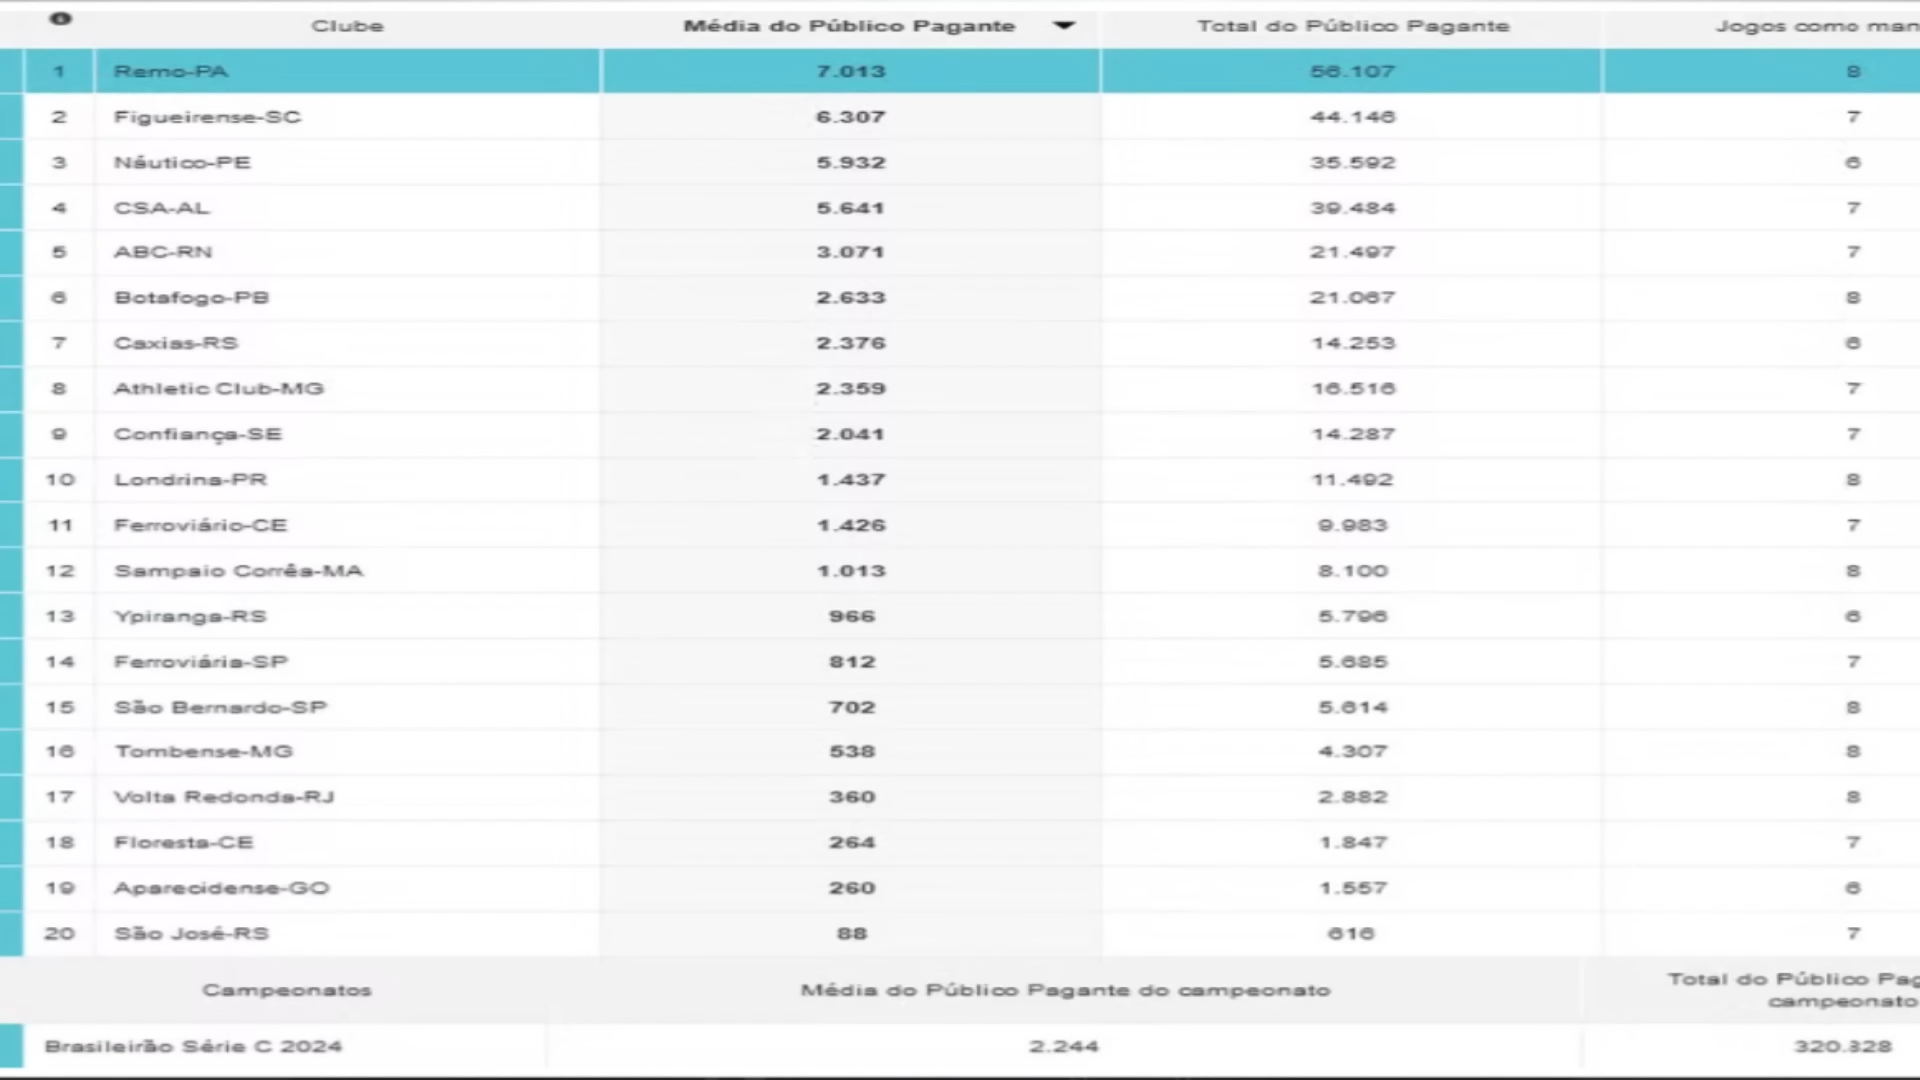 Clube Média do Público Pagante Total do Público Pagante Jogos como man
1 Remo-PA 7.013 56.107 8
2 Figueirense-SC 6.307 44.146 7
3 Náutico-PE 5.932 35.592 6
4 CSA-AL 5.641 39.484 7
5 ABC-RN 3.071 21.497 7
6 Botafogo-PB 2.633 21.067 8
7 Caxias-RS 2.376 14.253 6
8 Athletic Club-MG 2.359 16.516 7
9 Confiança-SE 2.041 14.287 7
10 Londrina-PR 1.437 11.492 8
11 Ferroviário-CE 1.426 9.983 7
12 Sampaio Corrêa-MA 1.013 8.100 8
13 Ypiranga-RS 966 5.796 6
14 Ferroviária-SP 812 5.685 7
15 São Bernardo-SP 702 5.614 8
16 Tombense-MG 538 4.307 8
17 Volta Redonda-RJ 360 2.882 8
18 Floresta-CE 264 1.847 7
19 Aparecidense-GO 260 1.557 6
20 São José-RS 88 616 7
Campeonatos Média do Público Pagante do campeonato Total do Público Pag
campeonato
Brasileirão Série C 2024 2.244 320.828